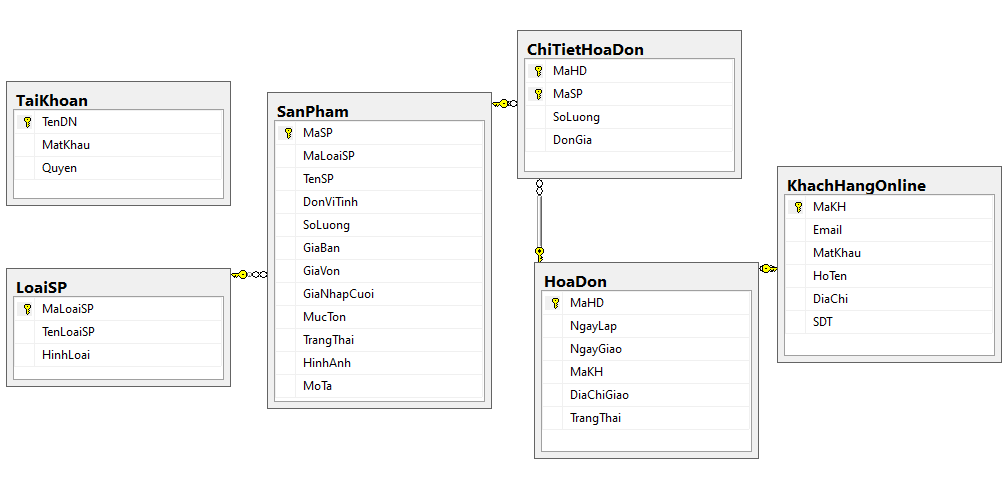 TaiKhoan
TenDN
MatKhau
Quyen
LoaiSP
MaLoaiSP
TenLoaiSP
HinhLoai
SanPham
MaSP
MaLoaiSP
TenSP
DonViTinh
SoLuong
GiaBan
GiaVon
GiaNhapCuoi
MucTon
TrangThai
HinhAnh
MoTa
ChiTietHoaDon
MaHD
MaSP
SoLuong
DonGia
HoaDon
MaHD
NgayLap
NgayGiao
MaKH
DiaChiGiao
TrangThai
KhachHangOnline
MaKH
Email
MatKhau
HoTen
DiaChi
SDT